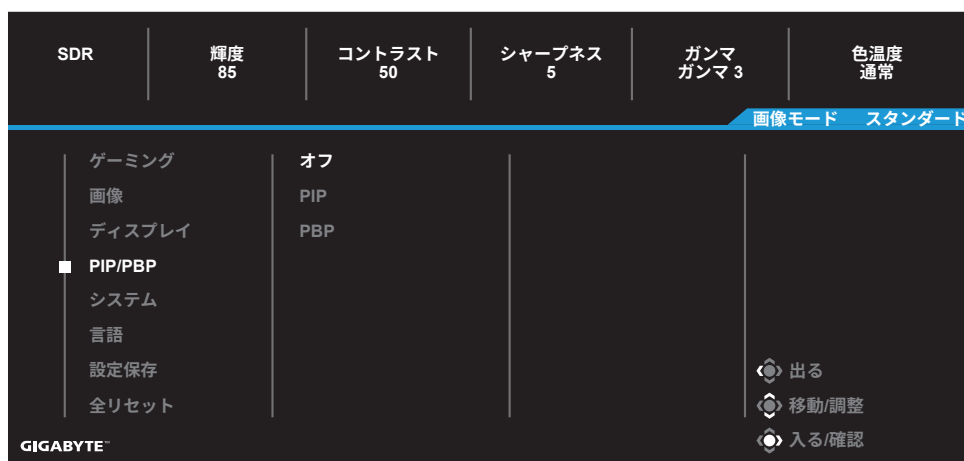 SDR
輝度
85
コントラスト
50
シャープネス
5
ガンマ
ガンマ 3
色温度
通常
画像モード スタンダード
ゲーミング
画像
ディスプレイ
PIP/PBP
システム
言語
設定保存
全リセット
オフ
PIP
PBP
出る
移動/調整
入る/確認
GIGABYTE™